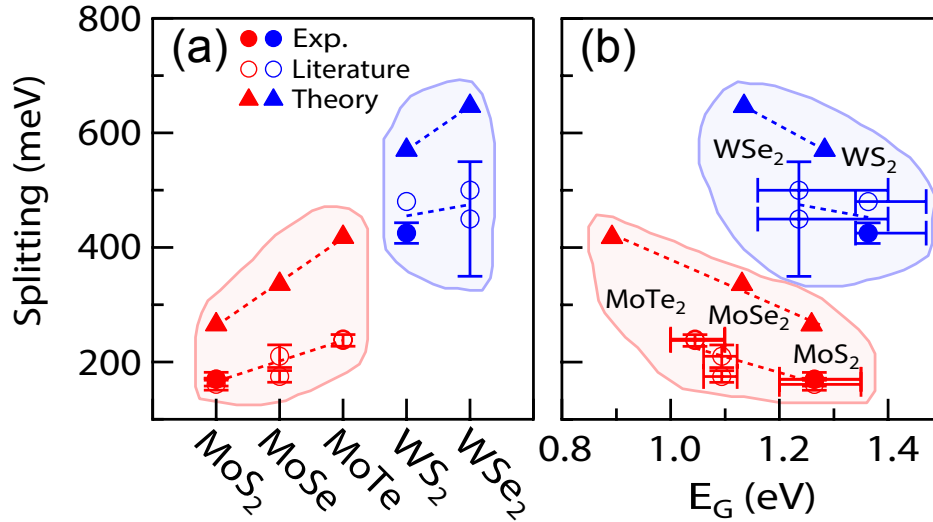 800
600
400
200
Splitting (meV)
(a)
Exp.
Literature
Theory
MoS₂
MoSe
MoTe
WS₂
WSe₂
(b)
WSe₂
WS₂
MoTe₂
MoSe₂
MoS₂
0.8 1.0 1.2 1.4
E_G (eV)